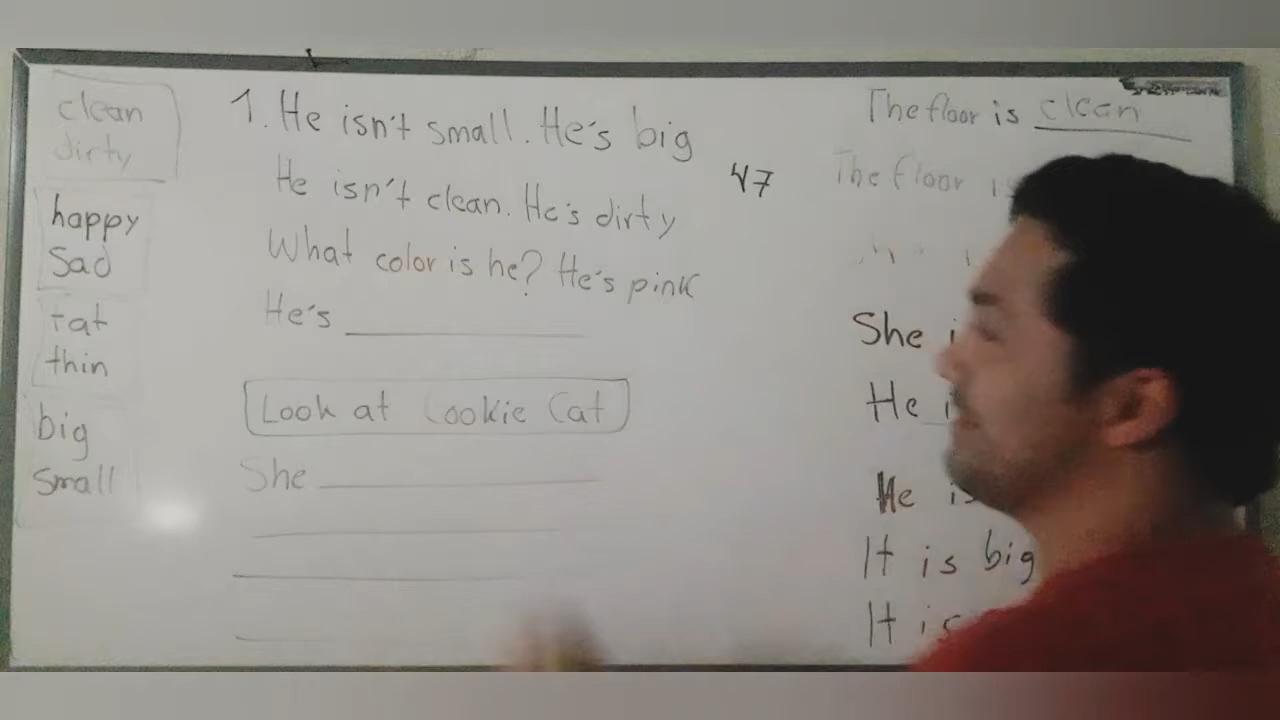 clean
dirty
happy
sad
fat
thin
big
small
1. He isn't small. He's big
He isn't clean. He's dirty
What color is he? He's pink
He's
Look at Cookie Cat
She
47
The floor is clean
The floor is
She
He
He is
It is big
It is